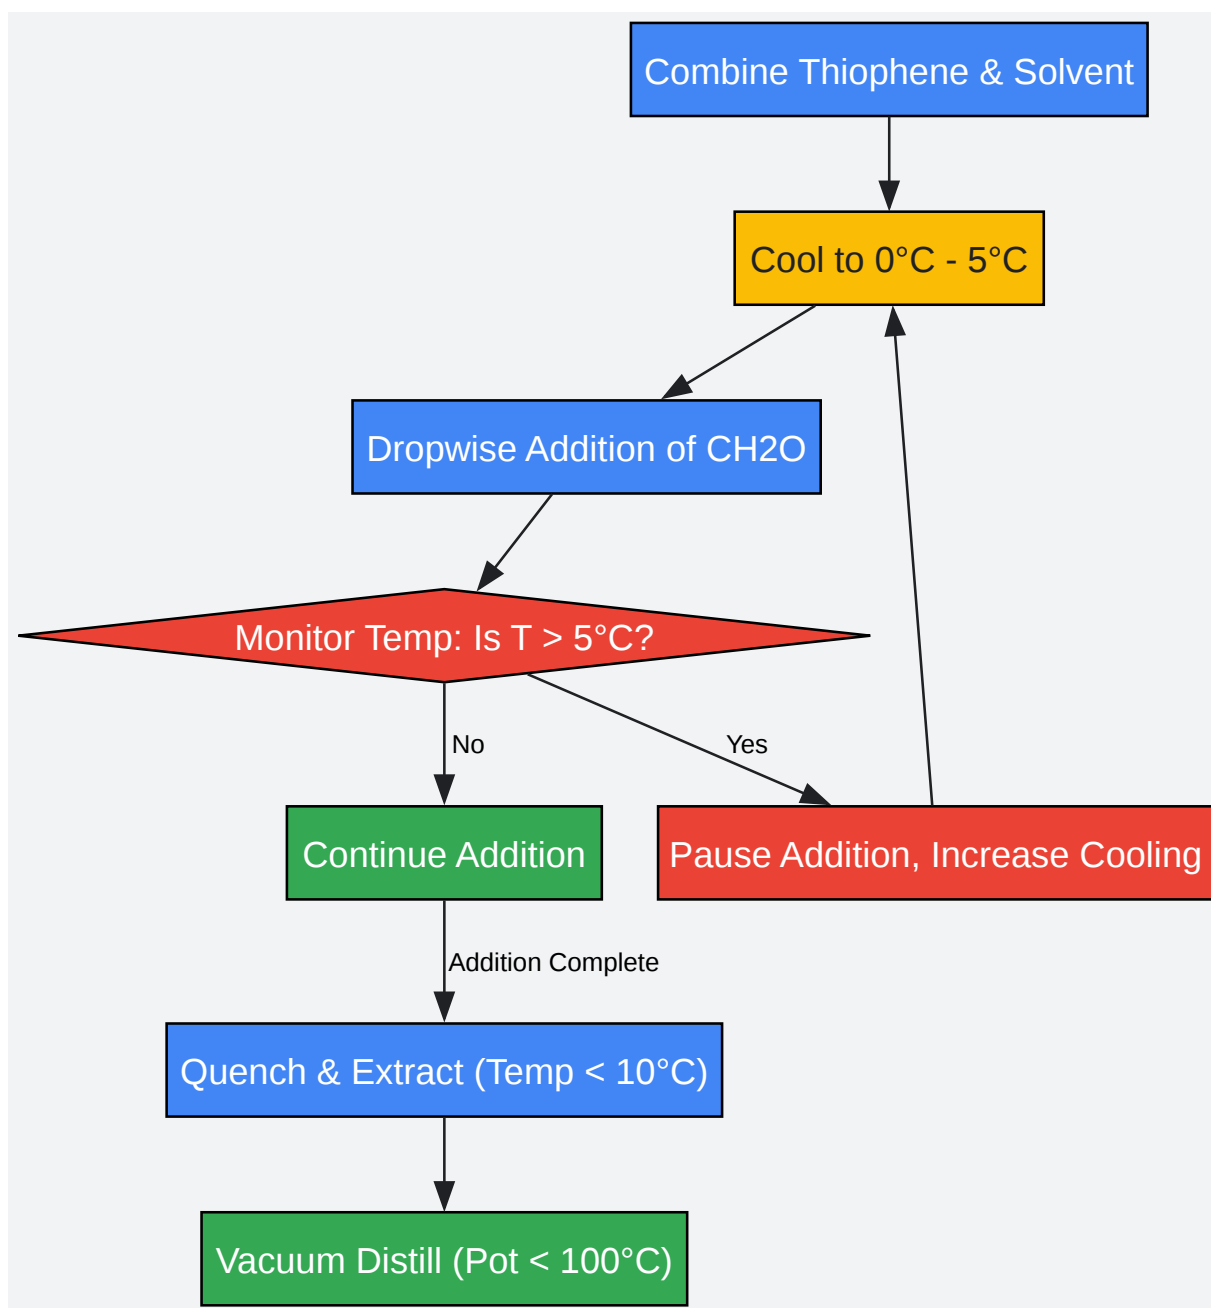 Combine Thiophene & Solvent
Cool to 0°C - 5°C
Dropwise Addition of CH2O
Monitor Temp: Is T > 5°C?
No
Yes
Continue Addition
Pause Addition, Increase Cooling
Addition Complete
Quench & Extract (Temp < 10°C)
Vacuum Distill (Pot < 100°C)